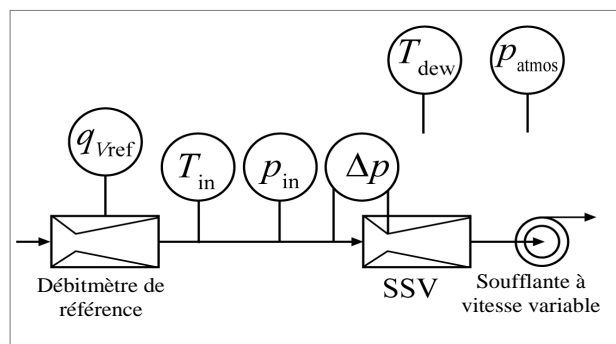 T_dew
p_atmos
q_Vref
T_in
p_in
Δp
Débitmètre de
référence
SSV
Soufflante à
vitesse variable